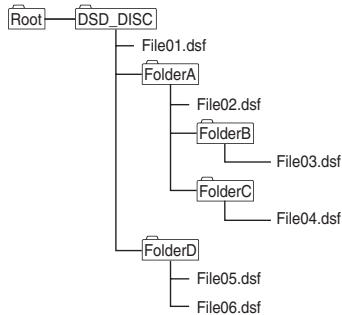 Root DSD_DISC
File01.dsf
FolderA
File02.dsf
FolderB
File03.dsf
FolderC
File04.dsf
FolderD
File05.dsf
File06.dsf